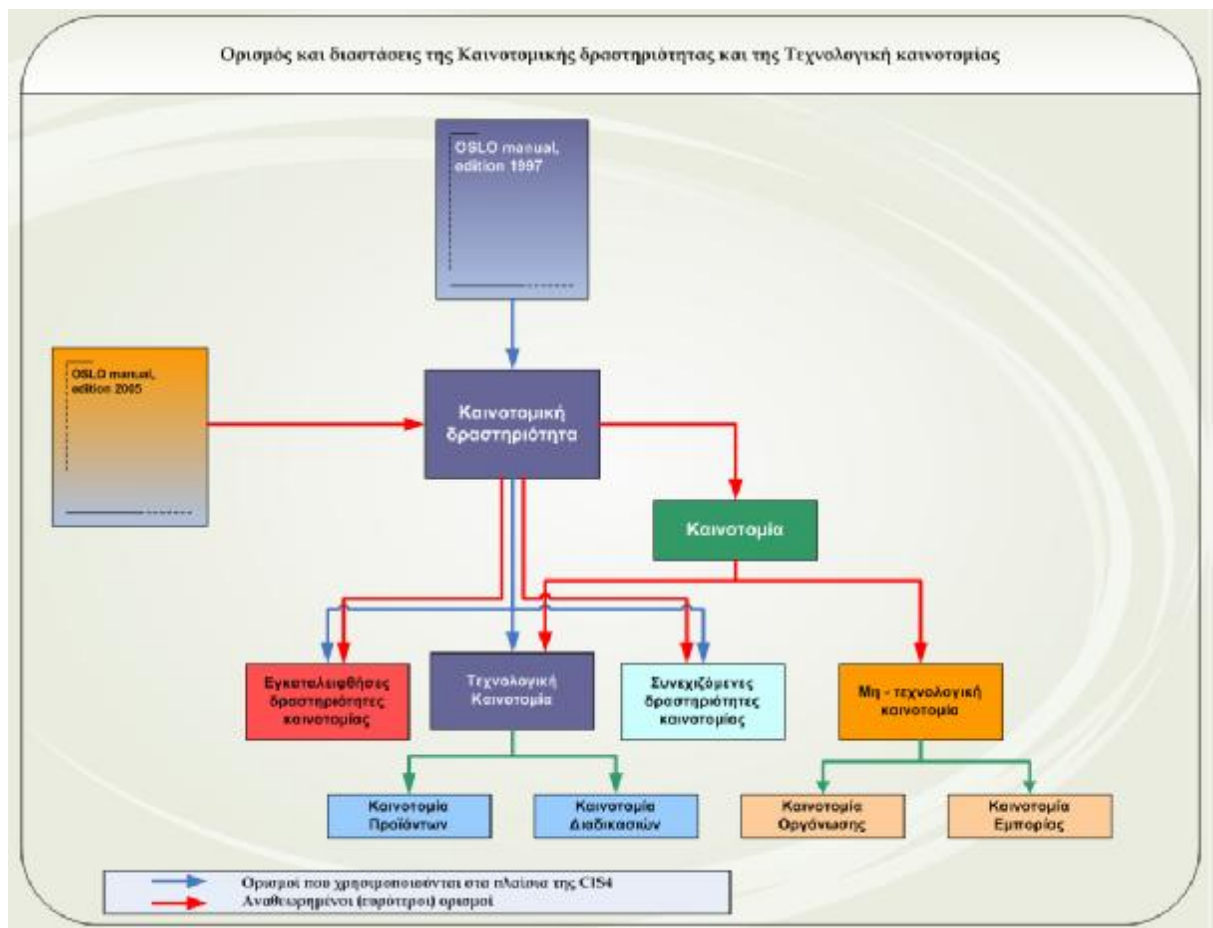 Ορισμός και διαστάσεις της Καινοτομικής δραστηριότητας και της Τεχνολογική καινοτομίας
OSLO manual,
edition 1997
OSLO manual,
edition 2005
Καινοτομική
δραστηριότητα
Καινοτομία
Εγκαταλειφθήσες
δραστηριότητες
καινοτομίας
Τεχνολογική
Καινοτομία
Συνεχιζόμενες
δραστηριότητες
καινοτομίας
Μη - τεχνολογική
καινοτομία
Καινοτομία
Προϊόντων
Καινοτομία
Διαδικασιών
Καινοτομία
Οργάνωσης
Καινοτομία
Εμπορίας
Ορισμοί που χρησιμοποιούνται στα πλαίσια της CIS4
Αναθεωρημένοι (ευρύτεροι) ορισμοί